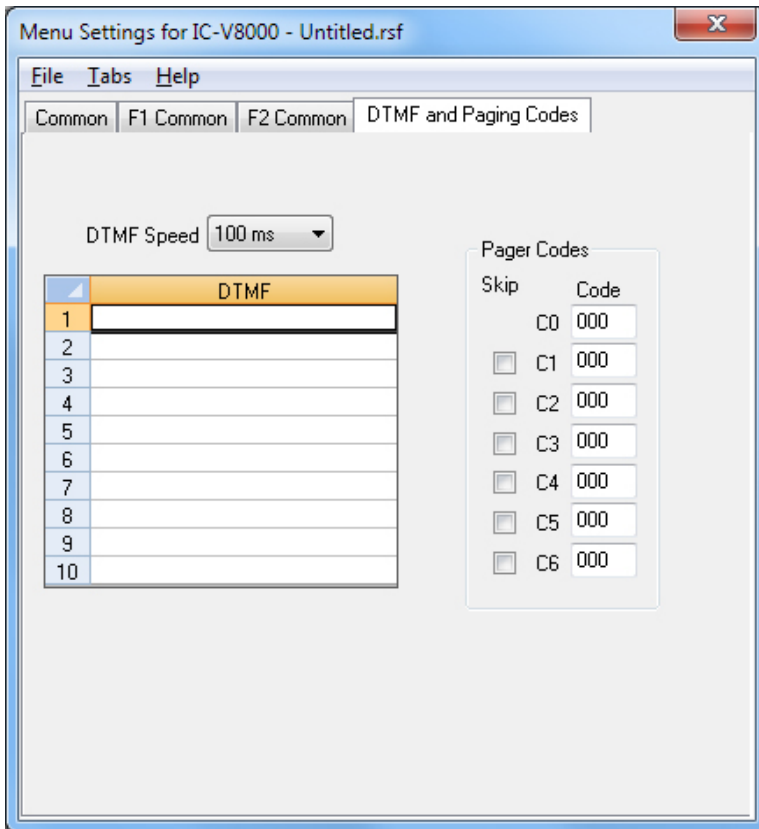 Menu Settings for IC-V8000 - Untitled.rsf
File Tabs Help
Common F1 Common F2 Common DTMF and Paging Codes
DTMF Speed 100 ms
DTMF
1
2
3
4
5
6
7
8
9
10
Pager Codes
Skip Code
C0 000
C1 000
C2 000
C3 000
C4 000
C5 000
C6 000